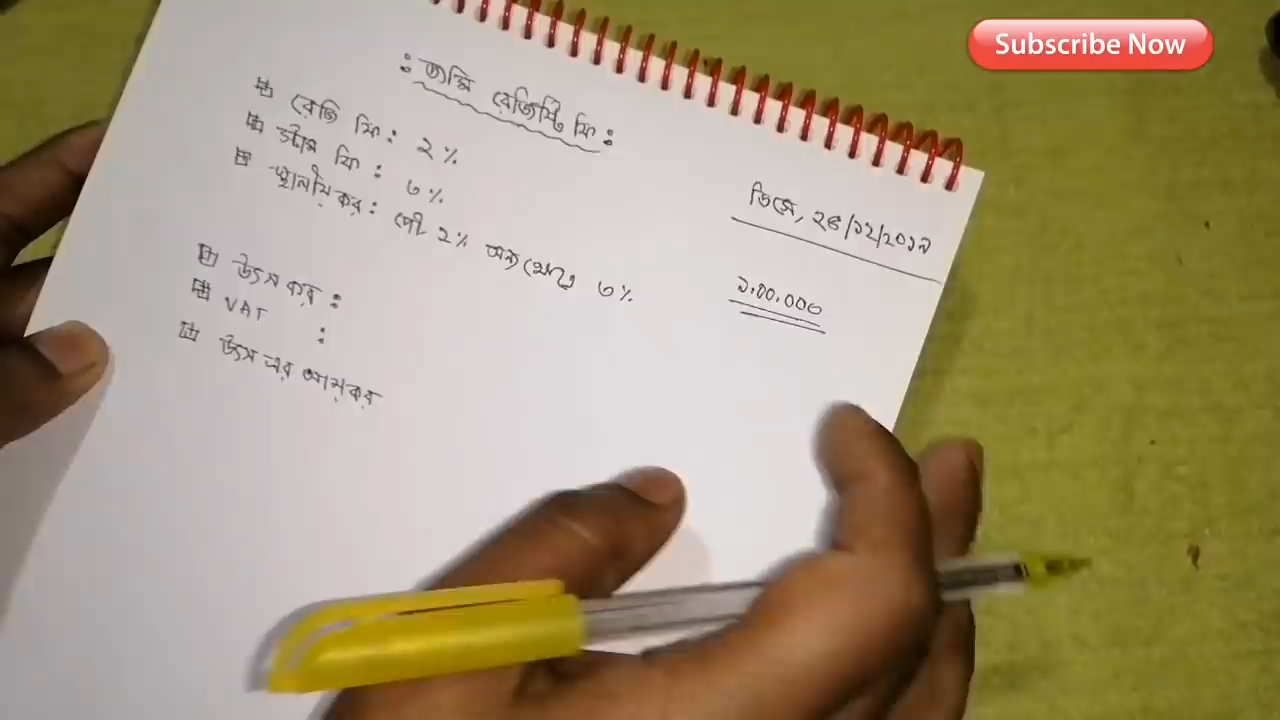 Subscribe Now
: জমি রেজিষ্টি ফি :
রেজি ফি : ২%
স্টাম্প ফি : ৩%
স্থানীয় কর : পৌ ২% অন্যক্ষেত্রে ৩%
উৎস কর :
VAT :
উৎস এর আয়কর
ডিসে, ২৪/১২/২০১৯
১.০০.০০০